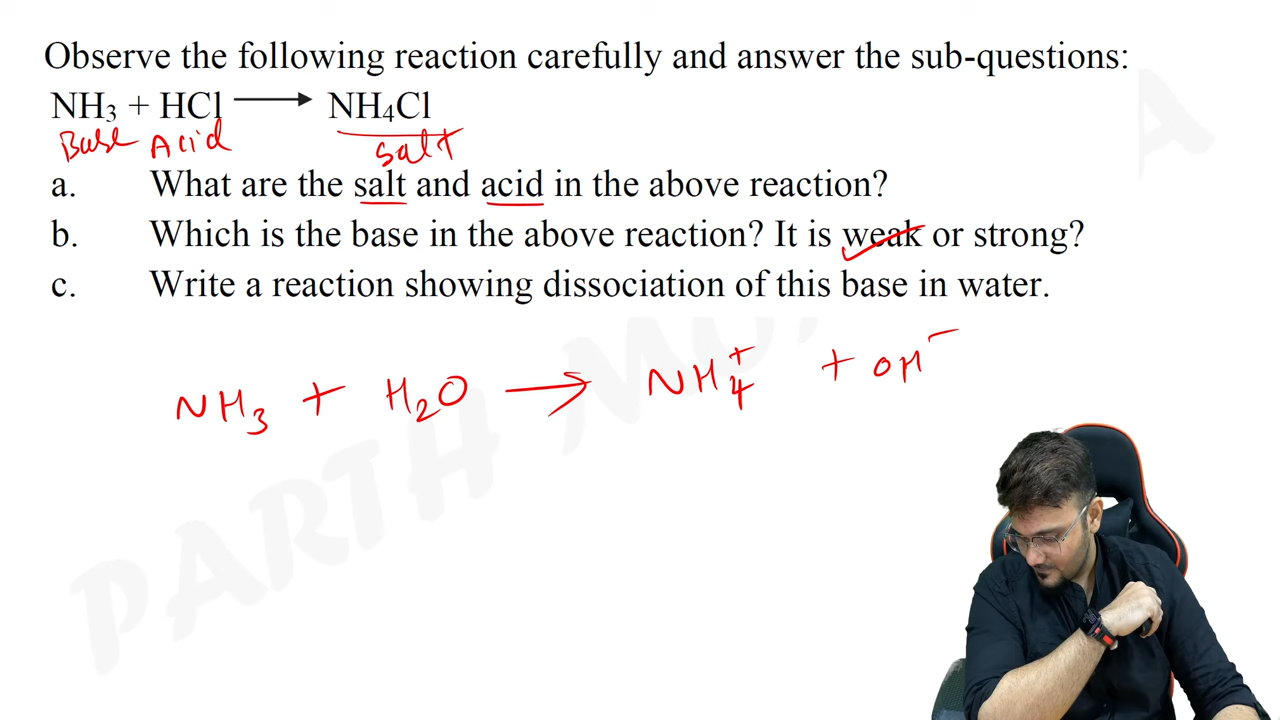 Observe the following reaction carefully and answer the sub-questions:
NH₃ + HCl ⟶ NH₄Cl
Base Acid salt
a. What are the salt and acid in the above reaction?
b. Which is the base in the above reaction? It is weak or strong?
c. Write a reaction showing dissociation of this base in water.
NH₃ + H₂O → NH₄⁺ + OH⁻
PARTH MO
A